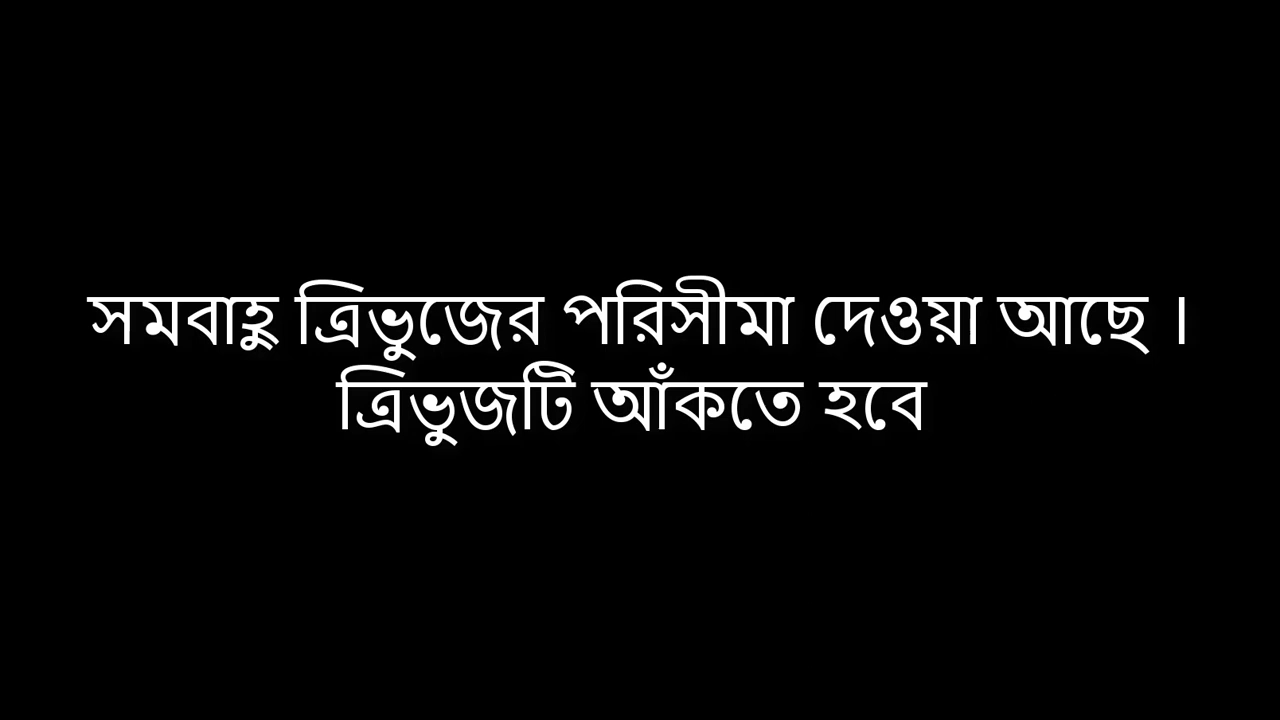 সমবাহু ত্রিভুজের পরিসীমা দেওয়া আছে ।
ত্রিভুজটি আঁকতে হবে